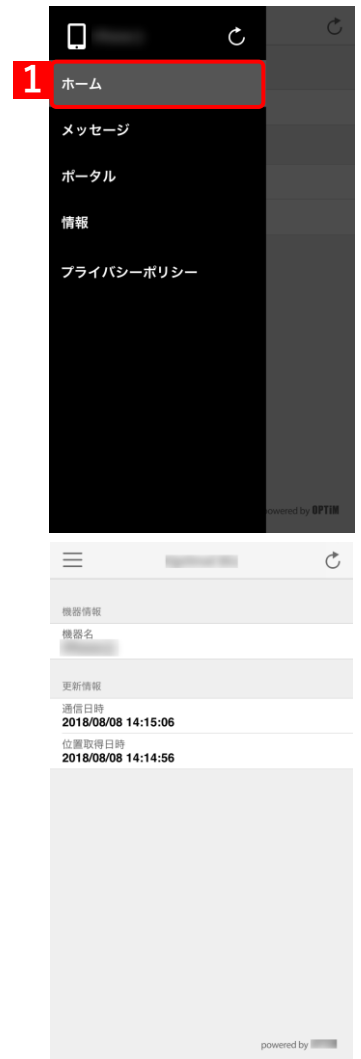 1
ホーム
メッセージ
ポータル
情報
プライバシーポリシー
powered by OPTiM
機器情報
機器名
更新情報
通信日時
2018/08/08 14:15:06
位置取得日時
2018/08/08 14:14:56
powered by